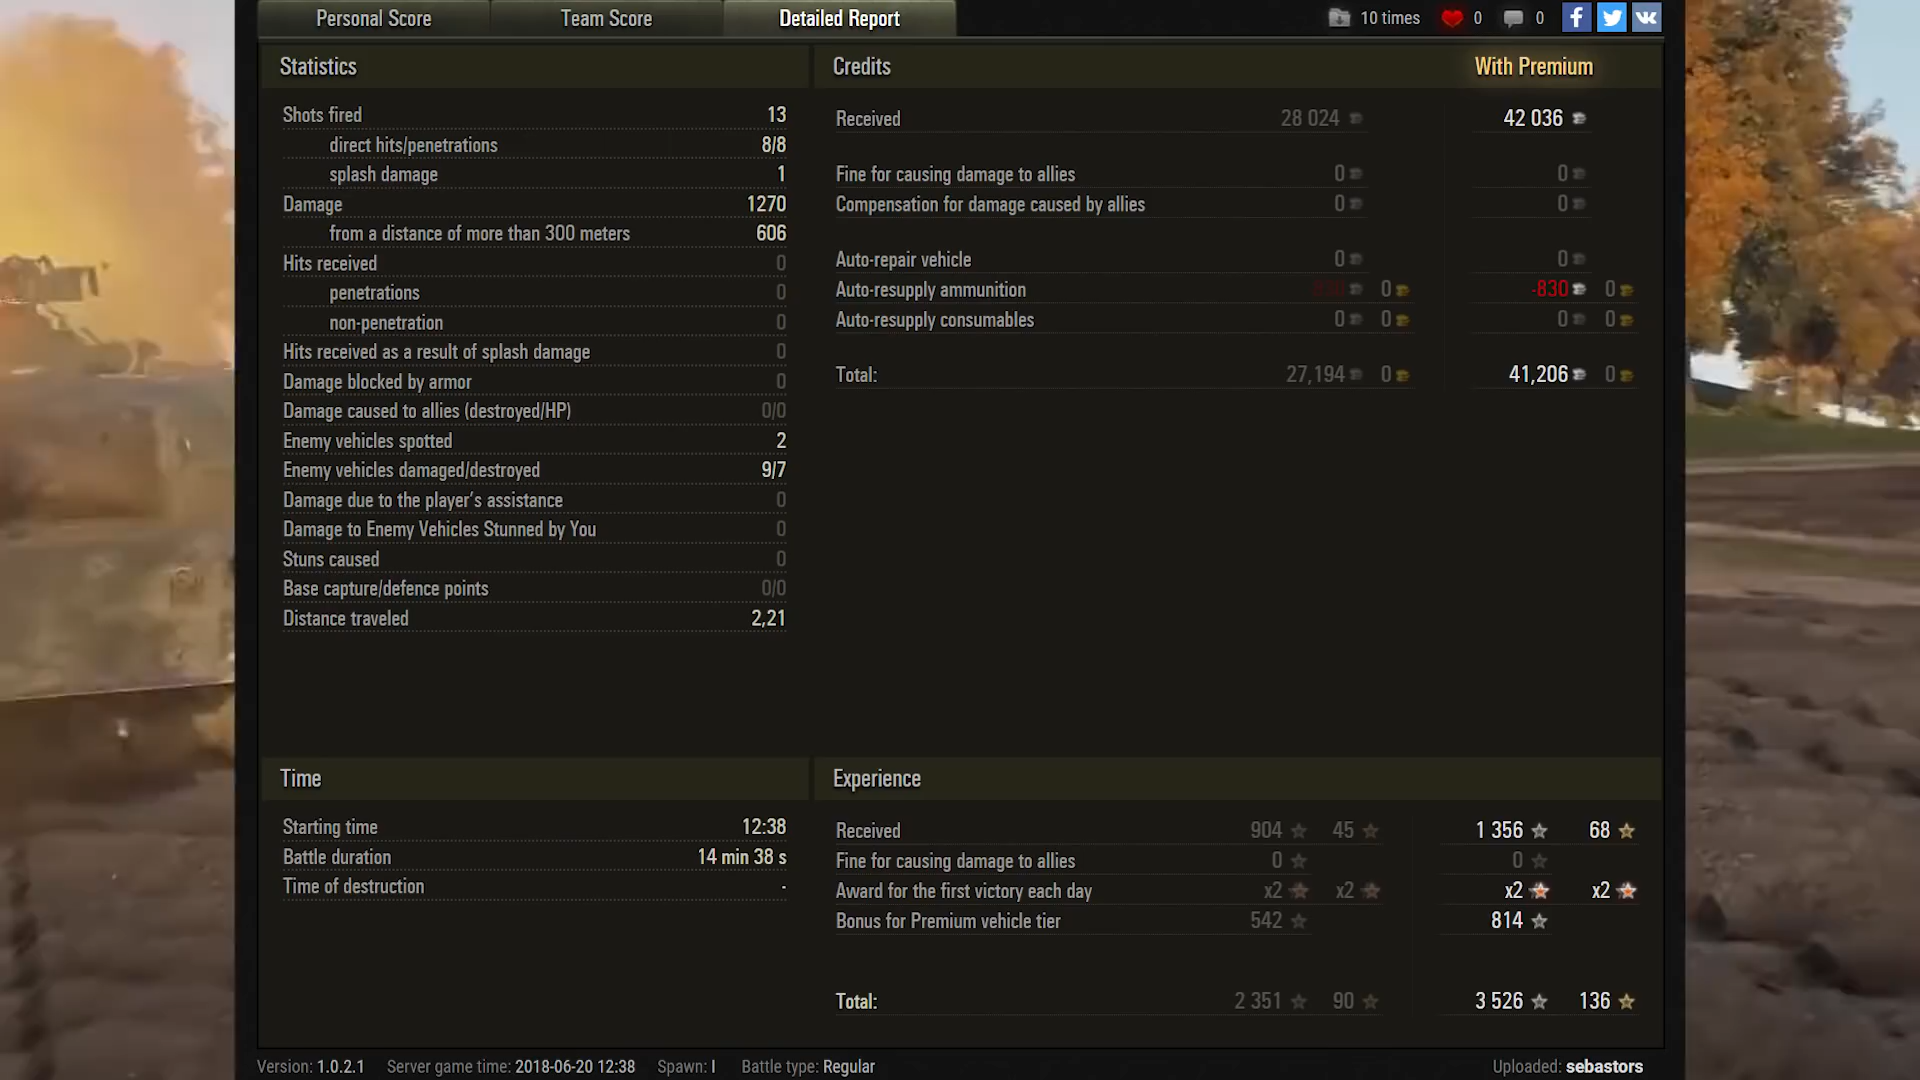 Personal Score Team Score Detailed Report 10 times 0 0
Statistics
Shots fired 13
direct hits/penetrations 8/8
splash damage 1
Damage 1270
from a distance of more than 300 meters 606
Hits received 0
penetrations 0
non-penetration 0
Hits received as a result of splash damage 0
Damage blocked by armor 0
Damage caused to allies (destroyed/HP) 0/0
Enemy vehicles spotted 2
Enemy vehicles damaged/destroyed 9/7
Damage due to the player's assistance 0
Damage to Enemy Vehicles Stunned by You 0
Stuns caused 0
Base capture/defence points 0/0
Distance traveled 2,21
Credits With Premium
Received 28 024 42 036
Fine for causing damage to allies 0 0
Compensation for damage caused by allies 0 0
Auto-repair vehicle 0 0
Auto-resupply ammunition 0 -830 0
Auto-resupply consumables 0 0 0 0
Total: 27,194 0 41,206 0
Time
Starting time 12:38
Battle duration 14 min 38 s
Time of destruction -
Experience
Received 904 45 1 356 68
Fine for causing damage to allies 0 0
Award for the first victory each day x2 x2 x2 x2
Bonus for Premium vehicle tier 542 814
Total: 2 351 90 3 526 136
Version: 1.0.2.1 Server game time: 2018-06-20 12:38 Spawn: I Battle type: Regular Uploaded: sebastors